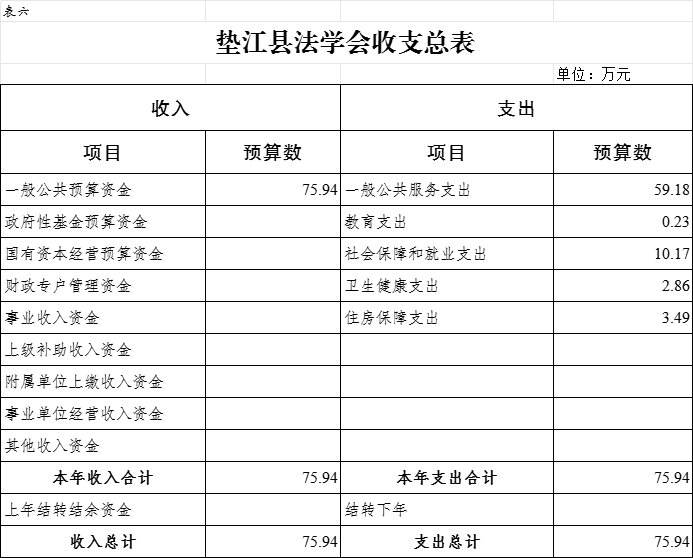 表六
垫江县法学会收支总表
单位：万元
收入 支出
项目 预算数 项目 预算数
一般公共预算资金 75.94 一般公共服务支出 59.18
政府性基金预算资金 教育支出 0.23
国有资本经营预算资金 社会保障和就业支出 10.17
财政专户管理资金 卫生健康支出 2.86
事业收入资金 住房保障支出 3.49
上级补助收入资金
附属单位上缴收入资金
事业单位经营收入资金
其他收入资金
本年收入合计 75.94 本年支出合计 75.94
上年结转结余资金 结转下年
收入总计 75.94 支出总计 75.94